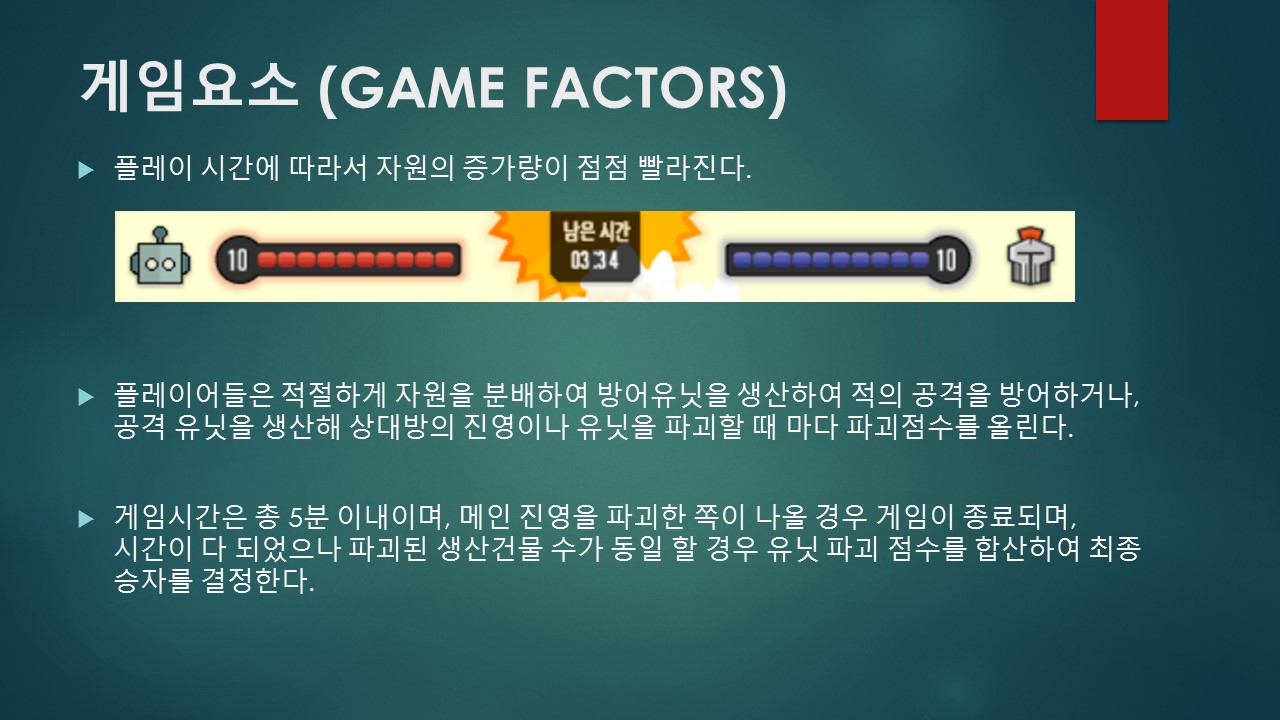 게임요소 (GAME FACTORS)
플레이 시간에 따라서 자원의 증가량이 점점 빨라진다.
남은 시간
10 03:34 10
플레이어들은 적절하게 자원을 분배하여 방어유닛을 생산하여 적의 공격을 방어하거나,
공격 유닛을 생산해 상대방의 진영이나 유닛을 파괴할 때 마다 파괴점수를 올린다.
게임시간은 총 5분 이내이며, 메인 진영을 파괴한 쪽이 나올 경우 게임이 종료되며,
시간이 다 되었으나 파괴된 생산건물 수가 동일 할 경우 유닛 파괴 점수를 합산하여 최종
승자를 결정한다.